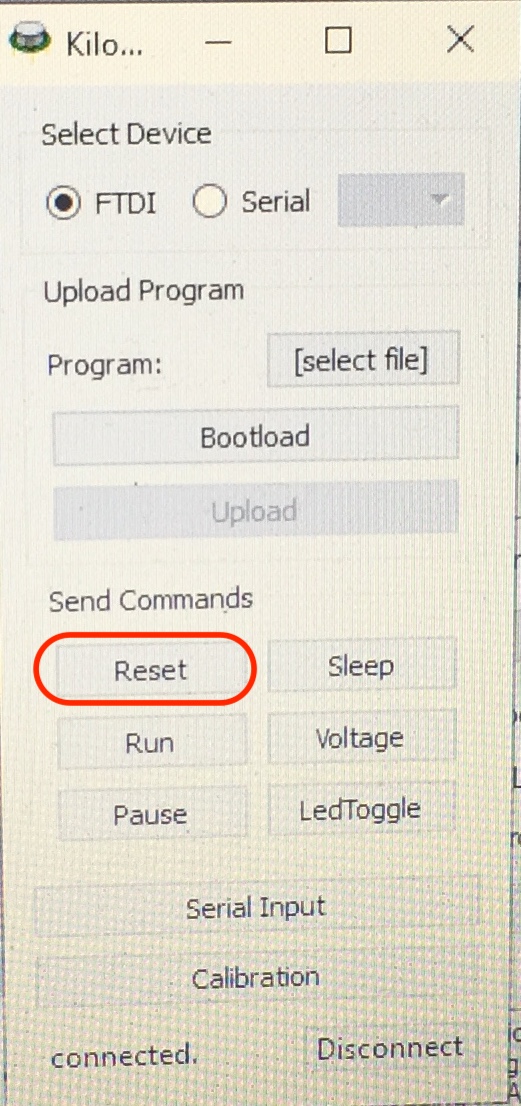 Kilo...
Select Device
FTDI Serial
Upload Program
Program: [select file]
Bootload
Upload
Send Commands
Reset Sleep
Run Voltage
Pause LedToggle
Serial Input
Calibration
connected. Disconnect